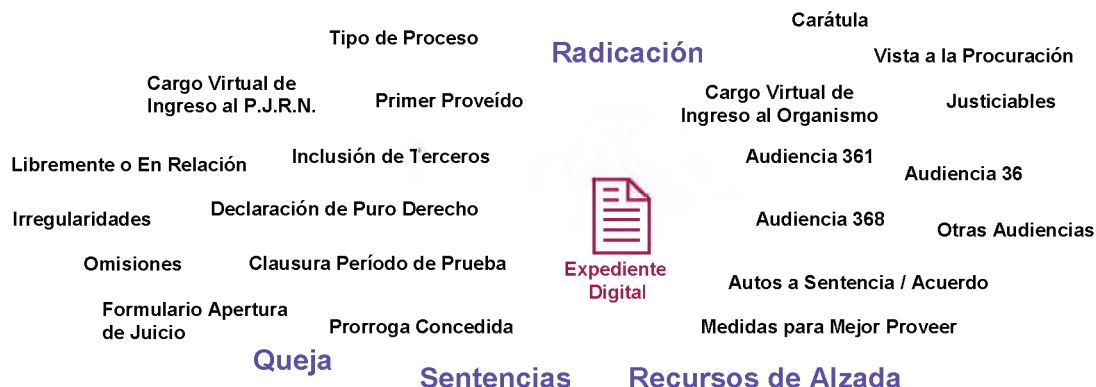 Carátula
Tipo de Proceso
Radicación
Vista a la Procuración
Cargo Virtual de
Ingreso al P.J.R.N.
Primer Proveído
Cargo Virtual de
Ingreso al Organismo
Justiciables
Libremente o En Relación
Inclusión de Terceros
Audiencia 361
Audiencia 36
Irregularidades
Declaración de Puro Derecho
Audiencia 368
Otras Audiencias
Omisiones
Clausura Período de Prueba
Expediente
Digital
Autos a Sentencia / Acuerdo
Formulario Apertura
de Juicio
Prorroga Concedida
Medidas para Mejor Proveer
Queja
Sentencias
Recursos de Alzada